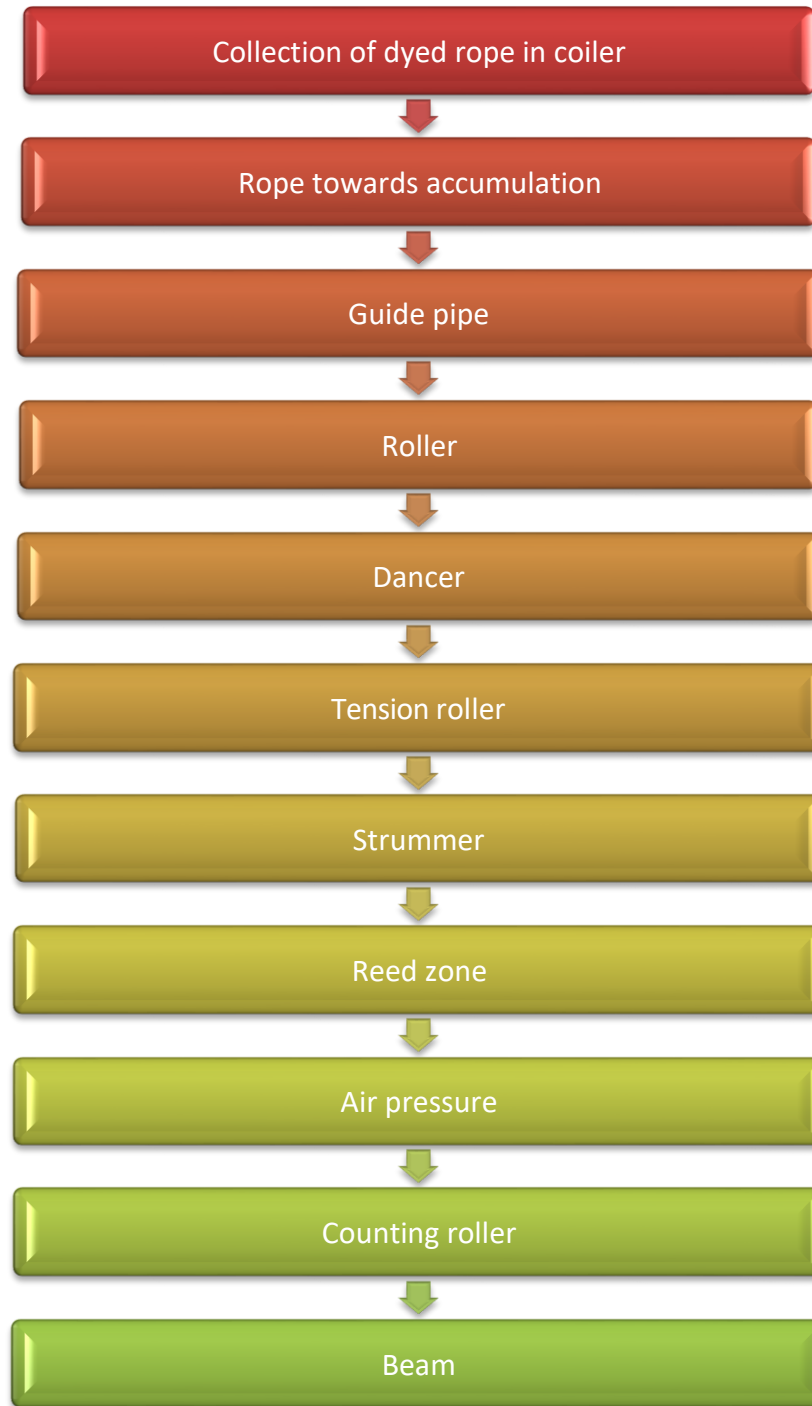 Collection of dyed rope in coiler
Rope towards accumulation
Guide pipe
Roller
Dancer
Tension roller
Strummer
Reed zone
Air pressure
Counting roller
Beam